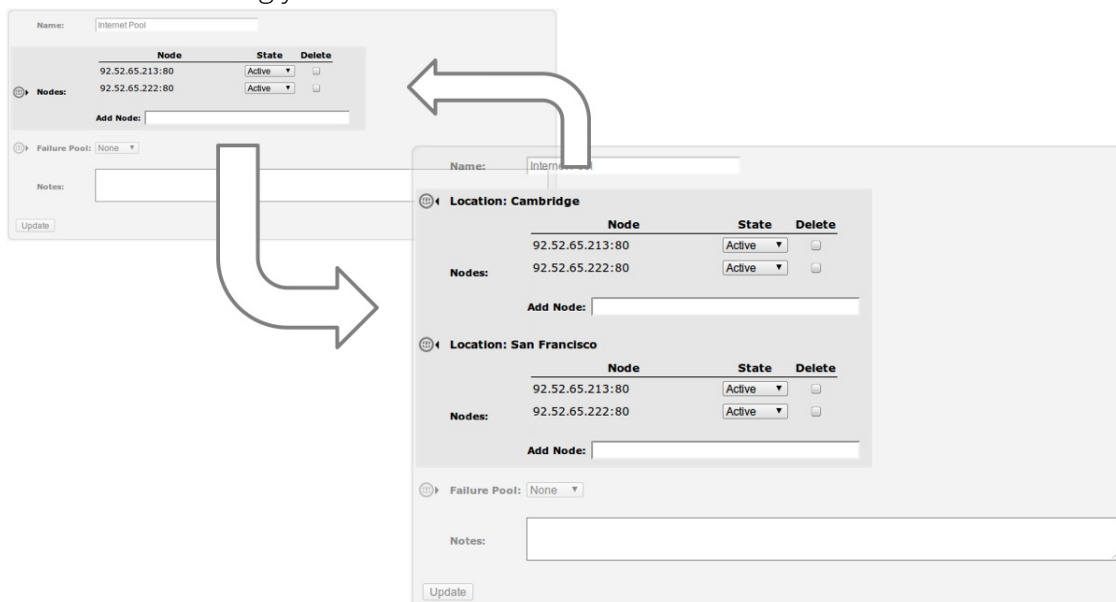 Name: Internet Pool
Node State Delete
92.52.65.213:80 Active
Nodes: 92.52.65.222:80 Active
Add Node:
Failure Pool: None
Notes:
Update
Name:
Location: Cambridge
Node State Delete
92.52.65.213:80 Active
Nodes: 92.52.65.222:80 Active
Add Node:
Location: San Francisco
Node State Delete
92.52.65.213:80 Active
Nodes: 92.52.65.222:80 Active
Add Node:
Failure Pool: None
Notes:
Update